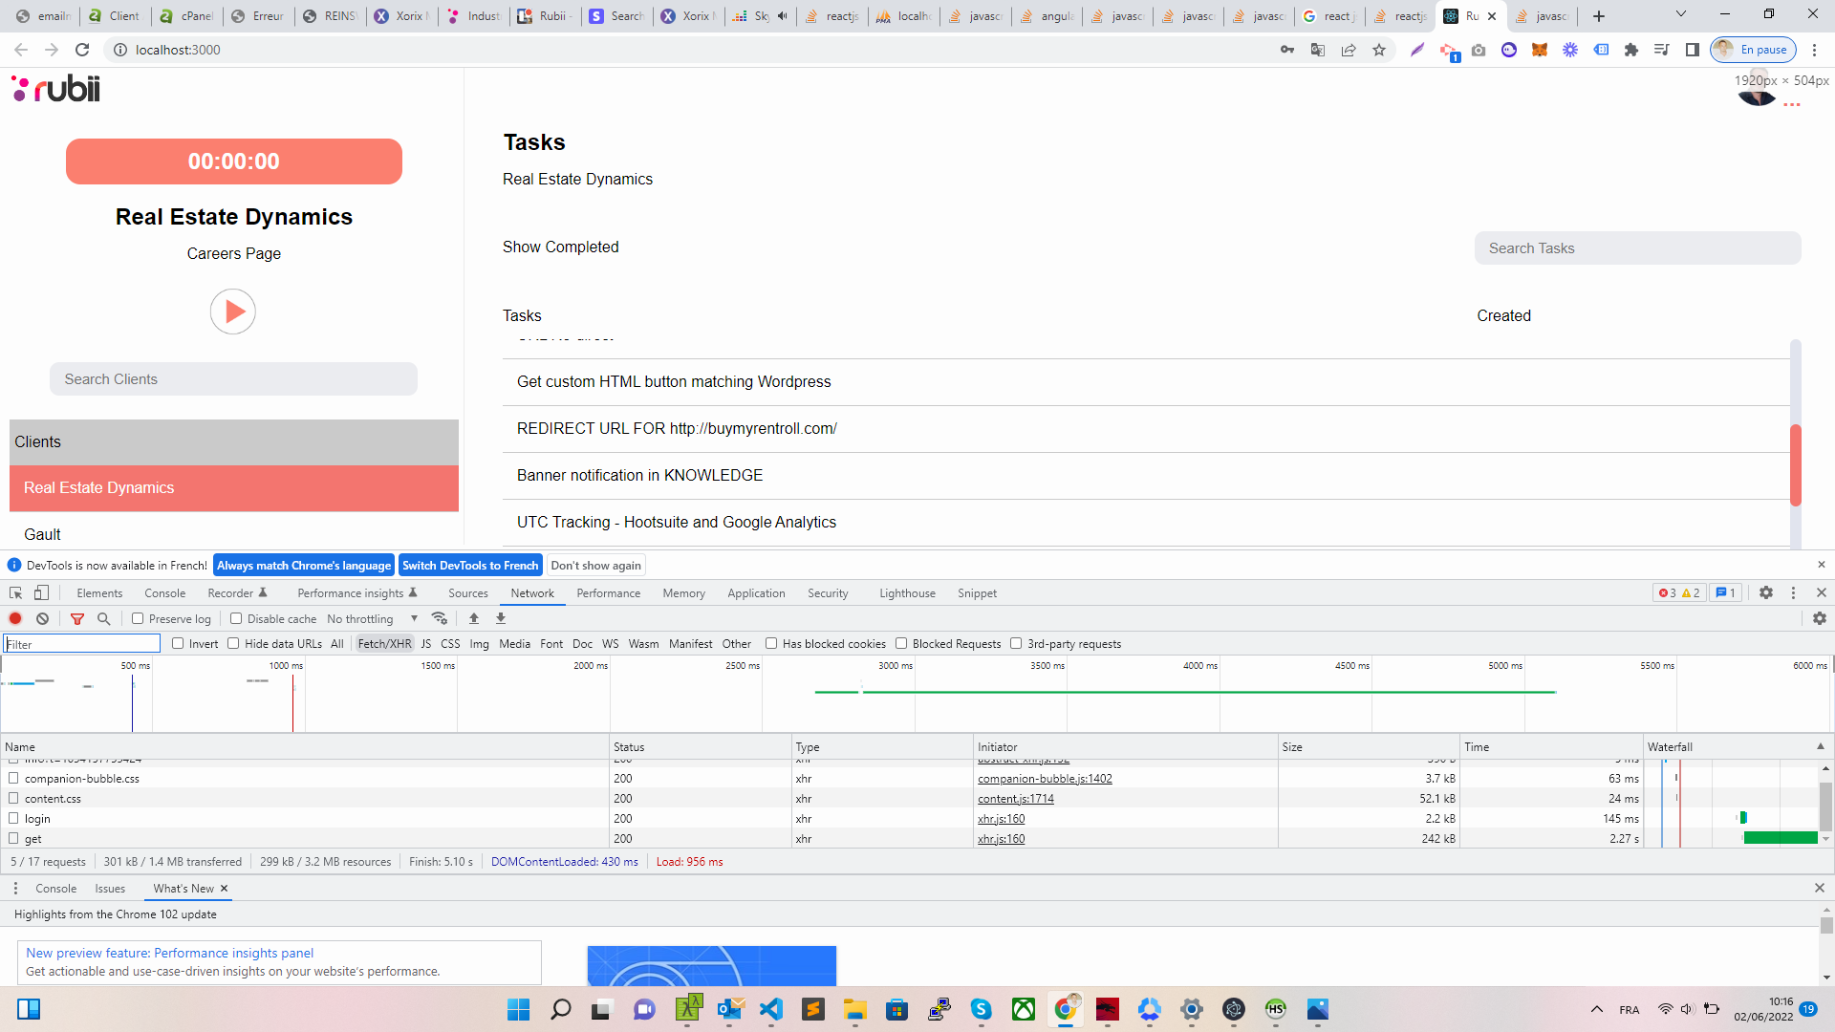 emailn
Client
cPanel
Erreur
REINS
Xorix M
Indust
Rubii -
Search
Xorix M
Sky
reactjs
localho
javasc
angula
javasc
javasc
javasc
react j
reactjs
Ru
javasc
localhost:3000
1
En pause
rubii
1920px × 504px
00:00:00
Real Estate Dynamics
Careers Page
Search Clients
Clients
Real Estate Dynamics
Gault
Tasks
Real Estate Dynamics
Show Completed
Search Tasks
Tasks
Created
Get custom HTML button matching Wordpress
REDIRECT URL FOR http://buymyrentroll.com/
Banner notification in KNOWLEDGE
UTC Tracking - Hootsuite and Google Analytics
DevTools is now available in French! Always match Chrome's language Switch DevTools to French Don't show again
Elements Console Recorder Performance insights Sources Network Performance Memory Application Security Lighthouse Snippet 3 2 1
Preserve log Disable cache No throttling
Filter Invert Hide data URLs All Fetch/XHR JS CSS Img Media Font Doc WS Wasm Manifest Other Has blocked cookies Blocked Requests 3rd-party requests
500 ms 1000 ms 1500 ms 2000 ms 2500 ms 3000 ms 3500 ms 4000 ms 4500 ms 5000 ms 5500 ms 6000 ms
Name Status Type Initiator Size Time Waterfall
companion-bubble.css 200 xhr companion-bubble.js:1402 3.7 kB 63 ms
content.css 200 xhr content.js:1714 52.1 kB 24 ms
login 200 xhr xhr.js:160 2.2 kB 145 ms
get 200 xhr xhr.js:160 242 kB 2.27 s
5 / 17 requests 301 kB / 1.4 MB transferred 299 kB / 3.2 MB resources Finish: 5.10 s DOMContentLoaded: 430 ms Load: 956 ms
Console Issues What's New
Highlights from the Chrome 102 update
New preview feature: Performance insights panel
Get actionable and use-case-driven insights on your website's performance.
HS
FRA
10:16
02/06/2022
19